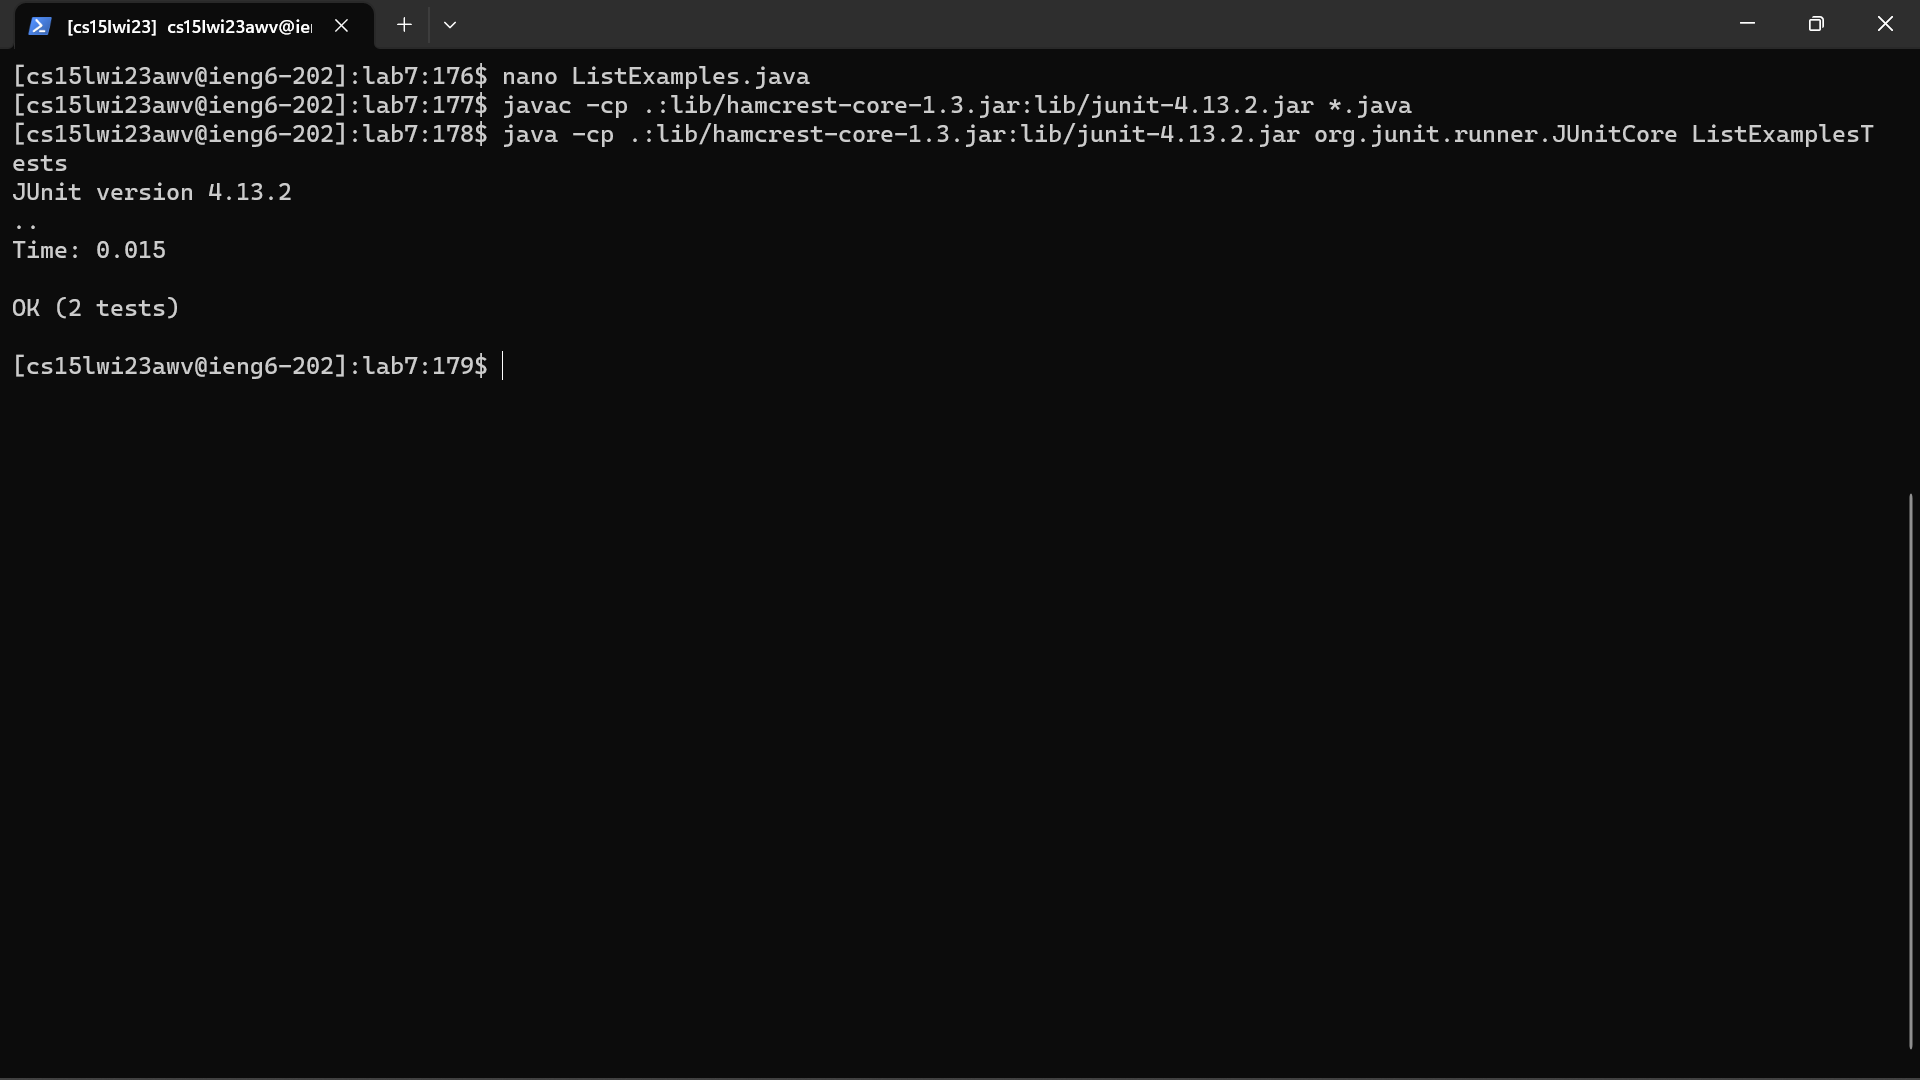 [cs15lwi23] cs15lwi23awv@ie
[cs15lwi23awv@ieng6-202]:lab7:176$ nano ListExamples.java
[cs15lwi23awv@ieng6-202]:lab7:177$ javac -cp .:lib/hamcrest-core-1.3.jar:lib/junit-4.13.2.jar *.java
[cs15lwi23awv@ieng6-202]:lab7:178$ java -cp .:lib/hamcrest-core-1.3.jar:lib/junit-4.13.2.jar org.junit.runner.JUnitCore ListExamplesT
ests
JUnit version 4.13.2
..
Time: 0.015
OK (2 tests)
[cs15lwi23awv@ieng6-202]:lab7:179$